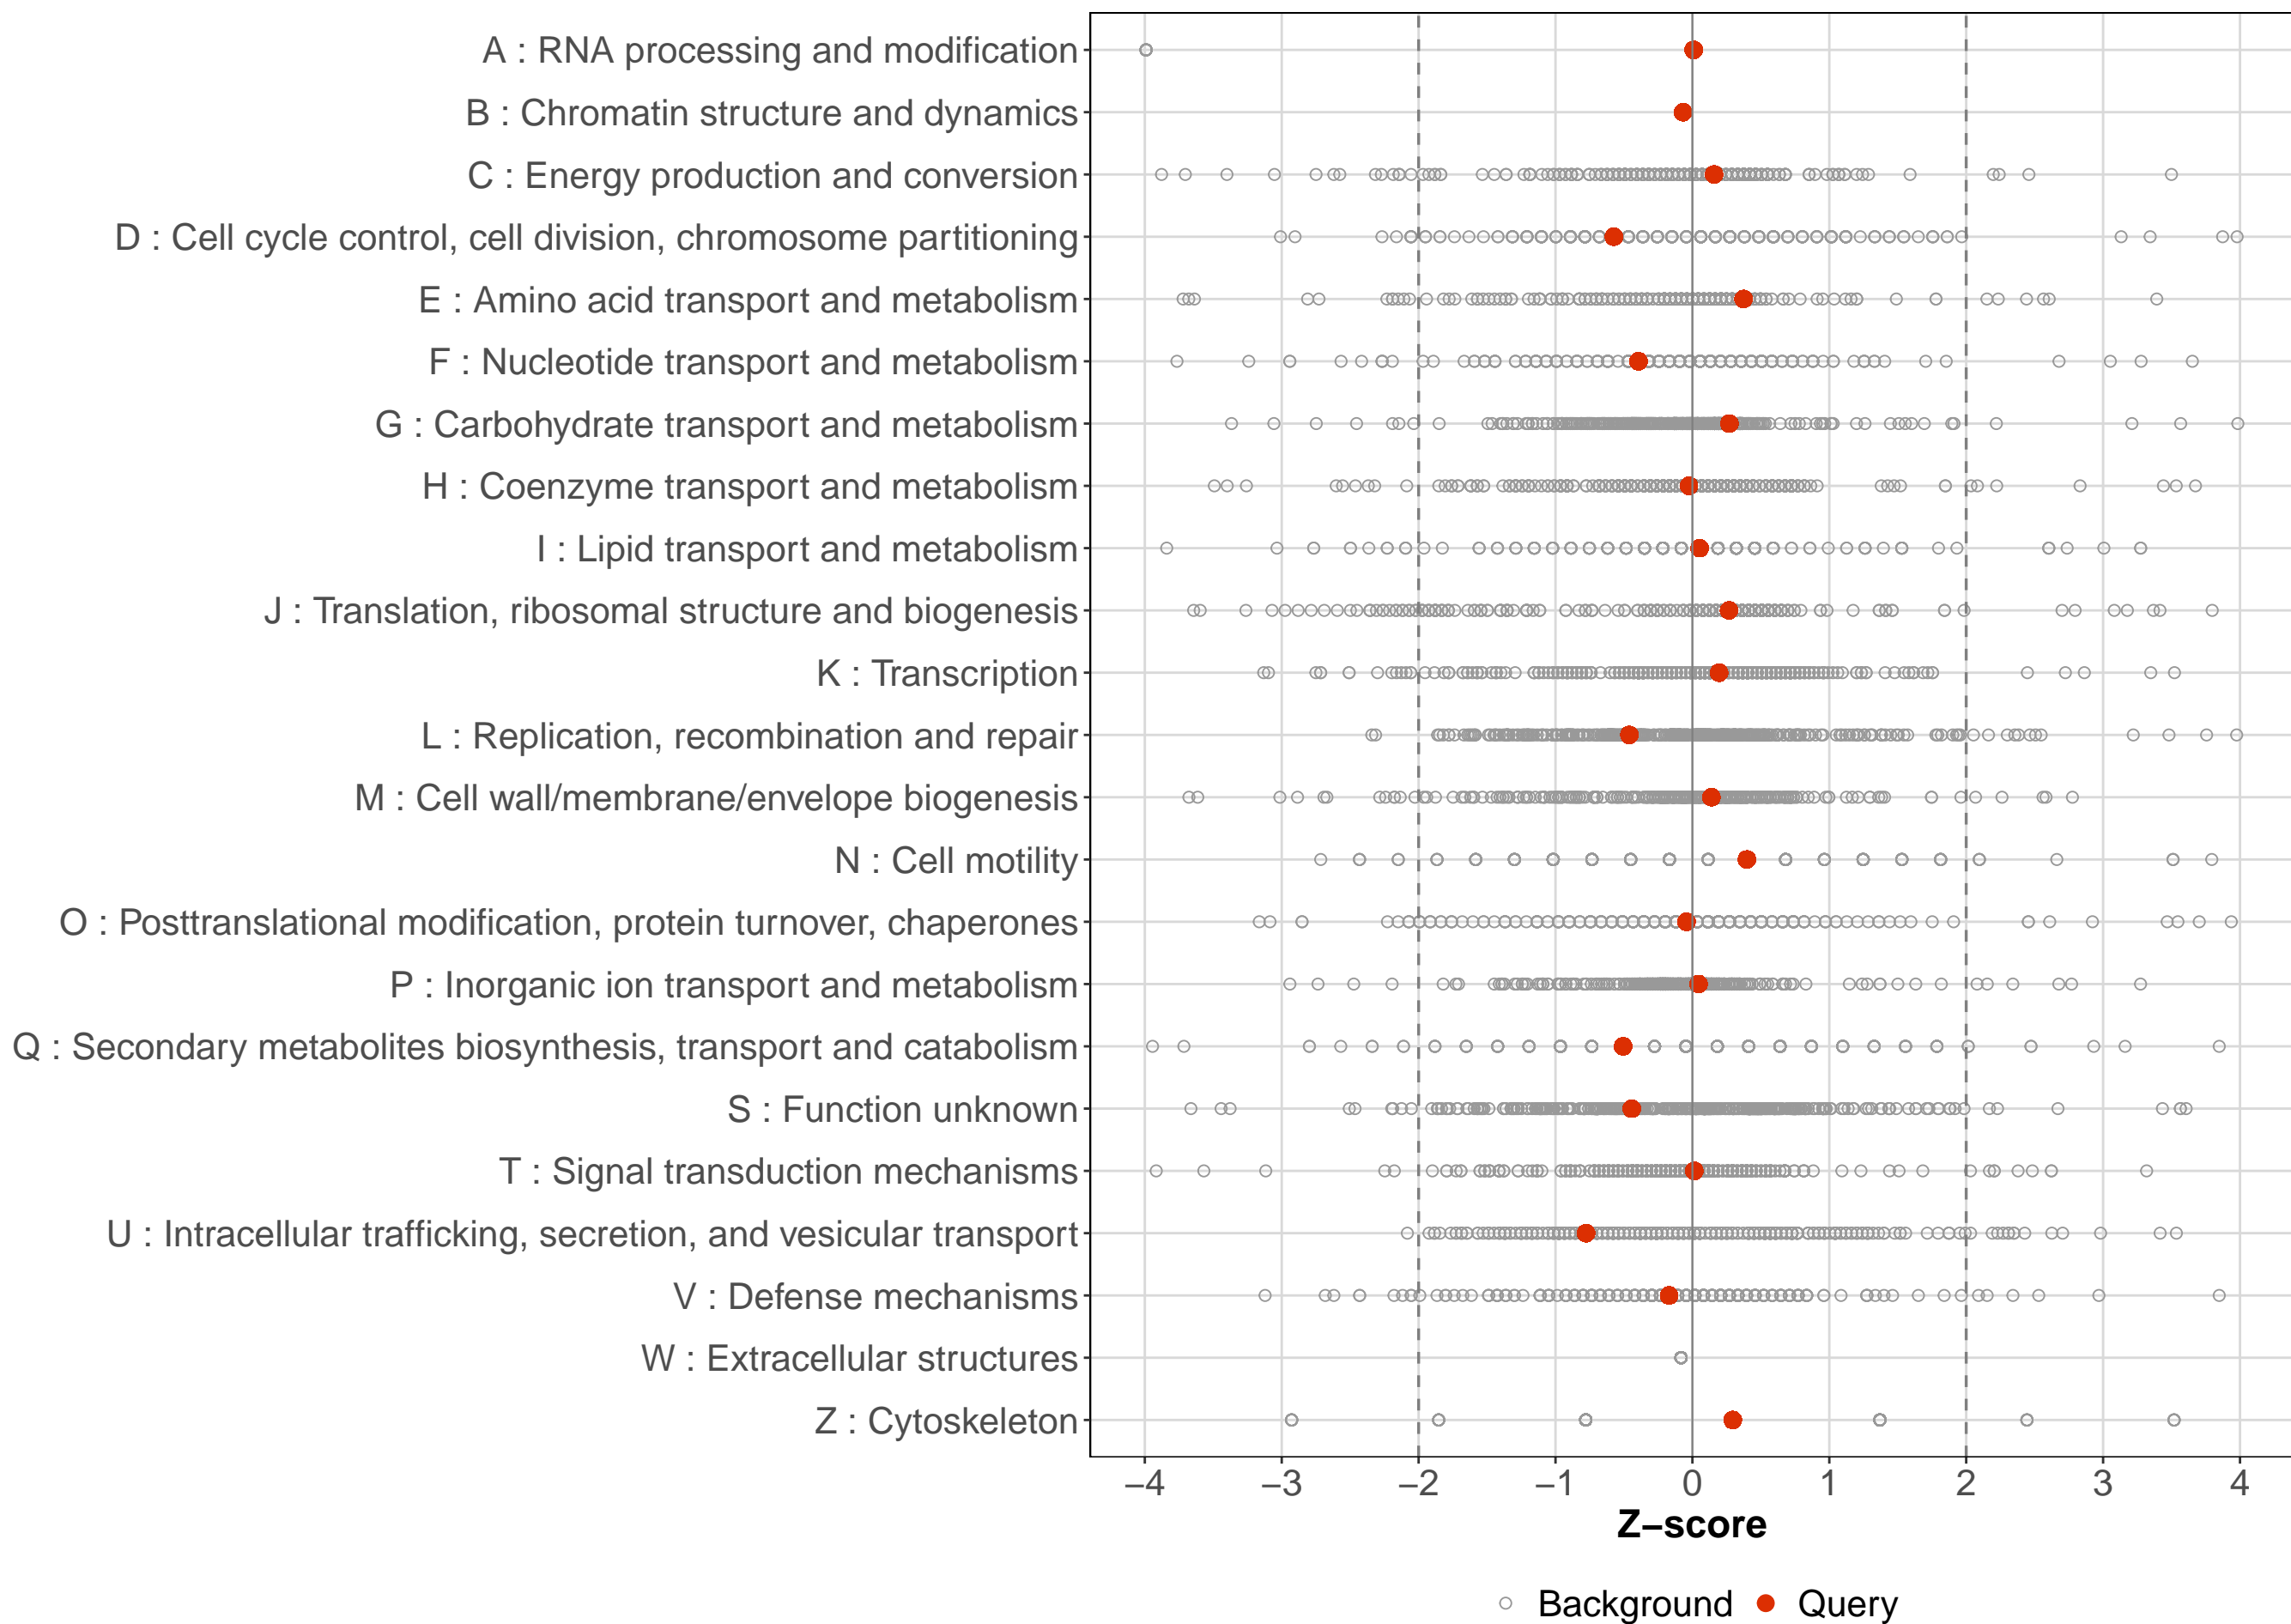 A : RNA processing and modification
B : Chromatin structure and dynamics
C : Energy production and conversion
D : Cell cycle control, cell division, chromosome partitioning
E : Amino acid transport and metabolism
F : Nucleotide transport and metabolism
G : Carbohydrate transport and metabolism
H : Coenzyme transport and metabolism
I : Lipid transport and metabolism
J : Translation, ribosomal structure and biogenesis
K : Transcription
L : Replication, recombination and repair
M : Cell wall/membrane/envelope biogenesis
N : Cell motility
O : Posttranslational modification, protein turnover, chaperones
P : Inorganic ion transport and metabolism
Q : Secondary metabolites biosynthesis, transport and catabolism
S : Function unknown
T : Signal transduction mechanisms
U : Intracellular trafficking, secretion, and vesicular transport
V : Defense mechanisms
W : Extracellular structures
Z : Cytoskeleton
−4 −3 −2 −1 0 1 2 3 4
Z−score
Background Query